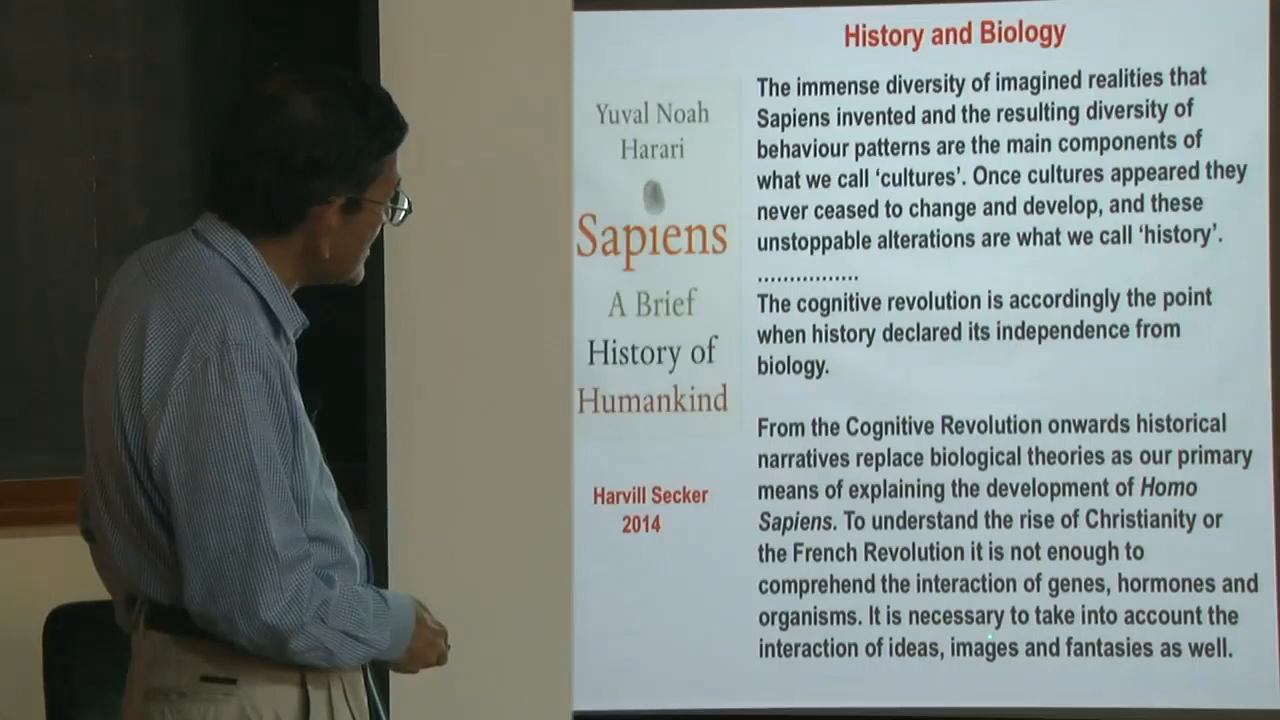 History and Biology
Yuval Noah
Harari
Sapiens
A Brief
History of
Humankind
Harvill Secker
2014
The immense diversity of imagined realities that
Sapiens invented and the resulting diversity of
behaviour patterns are the main components of
what we call ‘cultures’. Once cultures appeared they
never ceased to change and develop, and these
unstoppable alterations are what we call ‘history’.
................
The cognitive revolution is accordingly the point
when history declared its independence from
biology.
From the Cognitive Revolution onwards historical
narratives replace biological theories as our primary
means of explaining the development of Homo
Sapiens. To understand the rise of Christianity or
the French Revolution it is not enough to
comprehend the interaction of genes, hormones and
organisms. It is necessary to take into account the
interaction of ideas, images and fantasies as well.